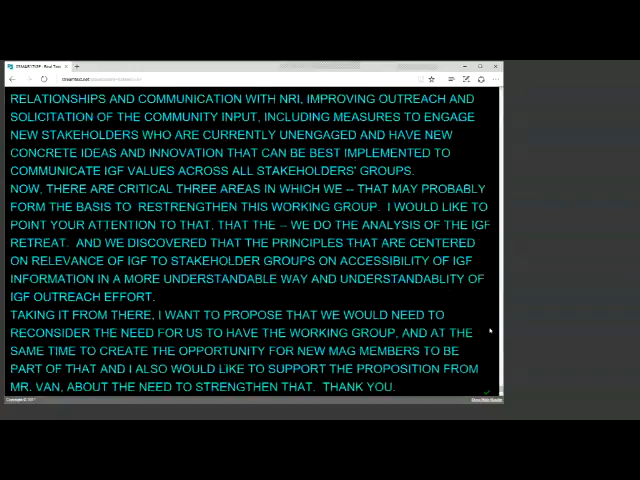 RELATIONSHIPS AND COMMUNICATION WITH NRI, IMPROVING OUTREACH AND
SOLICITATION OF THE COMMUNITY INPUT, INCLUDING MEASURES TO ENGAGE
NEW STAKEHOLDERS WHO ARE CURRENTLY UNENGAGED AND HAVE NEW
CONCRETE IDEAS AND INNOVATION THAT CAN BE BEST IMPLEMENTED TO
COMMUNICATE IGF VALUES ACROSS ALL STAKEHOLDERS' GROUPS.
NOW, THERE ARE CRITICAL THREE AREAS IN WHICH WE -- THAT MAY PROBABLY
FORM THE BASIS TO RESTRENGTHEN THIS WORKING GROUP. I WOULD LIKE TO
POINT YOUR ATTENTION TO THAT, THAT THE -- WE DO THE ANALYSIS OF THE IGF
RETREAT. AND WE DISCOVERED THAT THE PRINCIPLES THAT ARE CENTERED
ON RELEVANCE OF IGF TO STAKEHOLDER GROUPS ON ACCESSIBILITY OF IGF
INFORMATION IN A MORE UNDERSTANDABLE WAY AND UNDERSTANDABLITY OF
IGF OUTREACH EFFORT.
TAKING IT FROM THERE, I WANT TO PROPOSE THAT WE WOULD NEED TO
RECONSIDER THE NEED FOR US TO HAVE THE WORKING GROUP, AND AT THE
SAME TIME TO CREATE THE OPPORTUNITY FOR NEW MAG MEMBERS TO BE
PART OF THAT AND I ALSO WOULD LIKE TO SUPPORT THE PROPOSITION FROM
MR. VAN, ABOUT THE NEED TO STRENGTHEN THAT. THANK YOU.